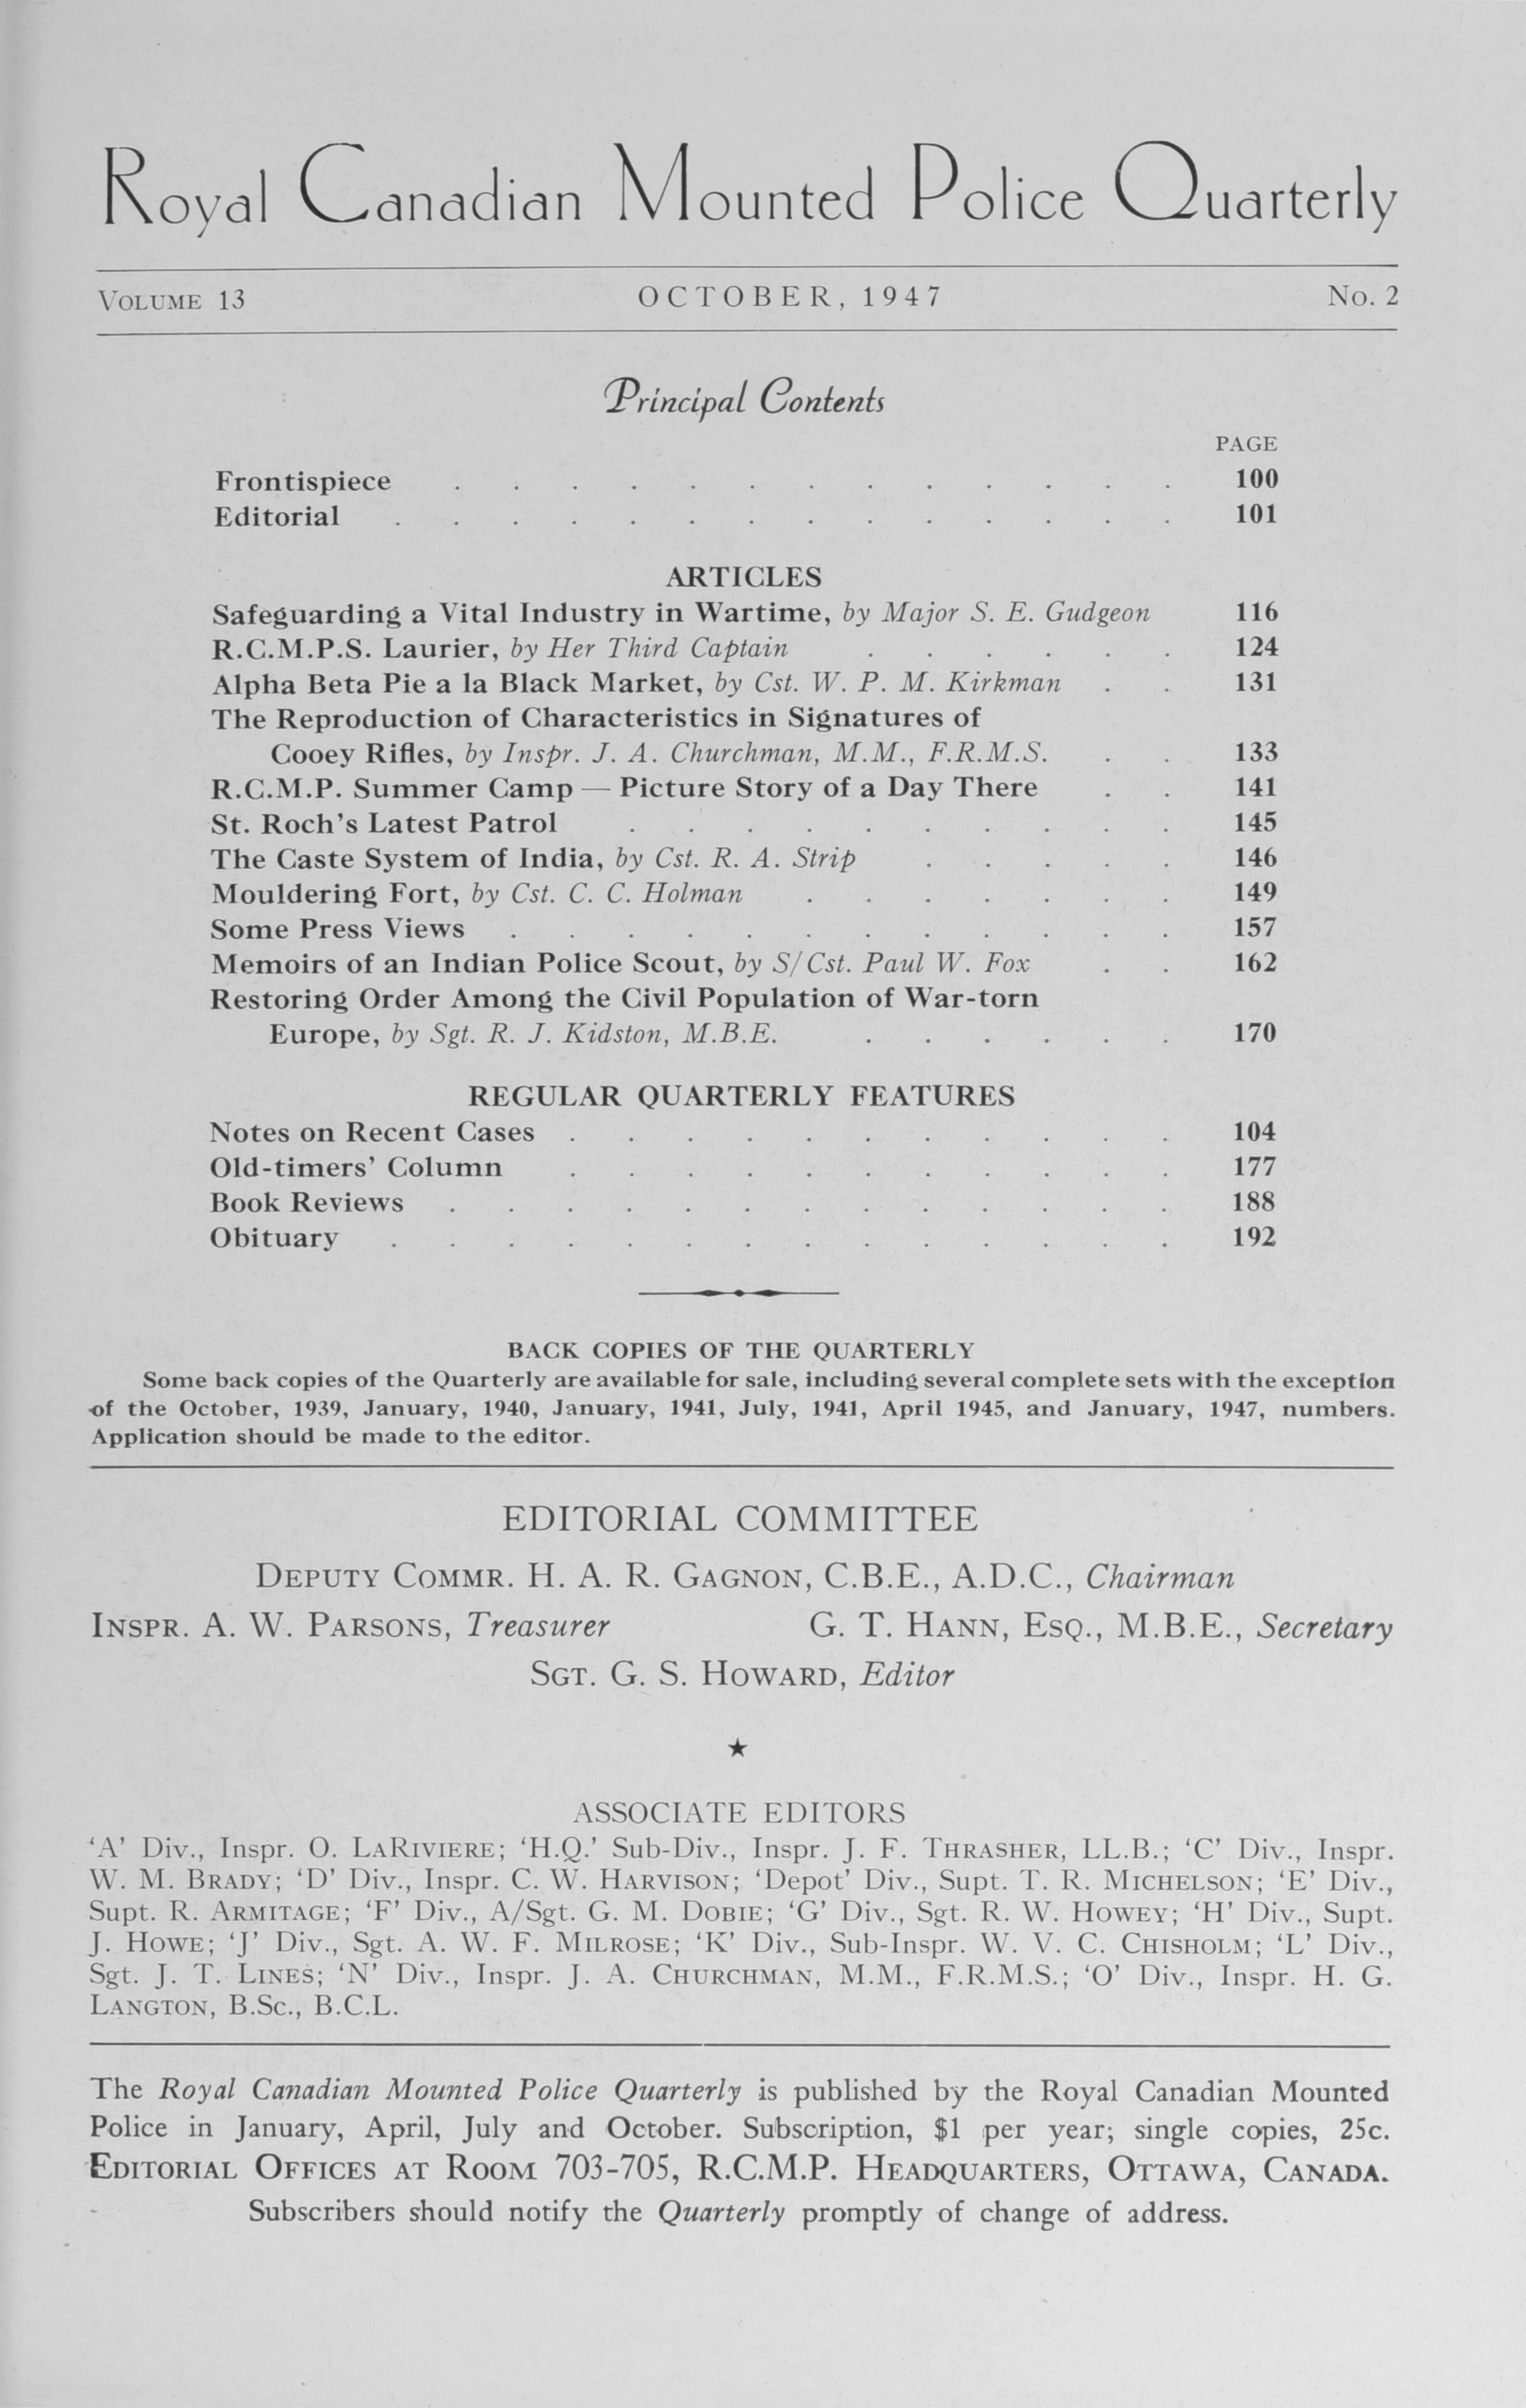 Royal Canadian Mounted Police Quarterly
VOLUME 13 OCTOBER, 1947 No. 2
Principal Contents
PAGE
Frontispiece . . . . . . . . . . . . . 100
Editorial . . . . . . . . . . . . . . 101
ARTICLES
Safeguarding a Vital Industry in Wartime, by Major S. E. Gudgeon 116
R.C.M.P.S. Laurier, by Her Third Captain . . . . . . 124
Alpha Beta Pie a la Black Market, by Cst. W. P. M. Kirkman . . 131
The Reproduction of Characteristics in Signatures of
Cooey Rifles, by Inspr. J. A. Churchman, M.M., F.R.M.S. . . 133
R.C.M.P. Summer Camp — Picture Story of a Day There . . 141
St. Roch's Latest Patrol . . . . . . . . . . 145
The Caste System of India, by Cst. R. A. Strip . . . . . 146
Mouldering Fort, by Cst. C. C. Holman . . . . . . . 149
Some Press Views . . . . . . . . . . . . 157
Memoirs of an Indian Police Scout, by S/Cst. Paul W. Fox . . 162
Restoring Order Among the Civil Population of War-torn
Europe, by Sgt. R. J. Kidston, M.B.E. . . . . . . 170
REGULAR QUARTERLY FEATURES
Notes on Recent Cases . . . . . . . . . . . 104
Old-timers' Column . . . . . . . . . . . 177
Book Reviews . . . . . . . . . . . . . 188
Obituary . . . . . . . . . . . . . . 192
BACK COPIES OF THE QUARTERLY
Some back copies of the Quarterly are available for sale, including several complete sets with the exception
of the October, 1939, January, 1940, January, 1941, July, 1941, April 1945, and January, 1947, numbers.
Application should be made to the editor.
EDITORIAL COMMITTEE
DEPUTY COMMR. H. A. R. GAGNON, C.B.E., A.D.C., Chairman
INSPR. A. W. PARSONS, Treasurer G. T. HANN, ESQ., M.B.E., Secretary
SGT. G. S. HOWARD, Editor
★
ASSOCIATE EDITORS
'A' Div., Inspr. O. LARIVIERE; 'H.Q.' Sub-Div., Inspr. J. F. THRASHER, LL.B.; 'C' Div., Inspr.
W. M. BRADY; 'D' Div., Inspr. C. W. HARVISON; 'Depot' Div., Supt. T. R. MICHELSON; 'E' Div.,
Supt. R. ARMITAGE; 'F' Div., A/Sgt. G. M. DOBIE; 'G' Div., Sgt. R. W. HOWEY; 'H' Div., Supt.
J. HOWE; 'J' Div., Sgt. A. W. F. MILROSE; 'K' Div., Sub-Inspr. W. V. C. CHISHOLM; 'L' Div.,
Sgt. J. T. LINES; 'N' Div., Inspr. J. A. CHURCHMAN, M.M., F.R.M.S.; 'O' Div., Inspr. H. G.
LANGTON, B.Sc., B.C.L.
The Royal Canadian Mounted Police Quarterly is published by the Royal Canadian Mounted
Police in January, April, July and October. Subscription, $1 per year; single copies, 25c.
EDITORIAL OFFICES AT ROOM 703-705, R.C.M.P. HEADQUARTERS, OTTAWA, CANADA.
Subscribers should notify the Quarterly promptly of change of address.